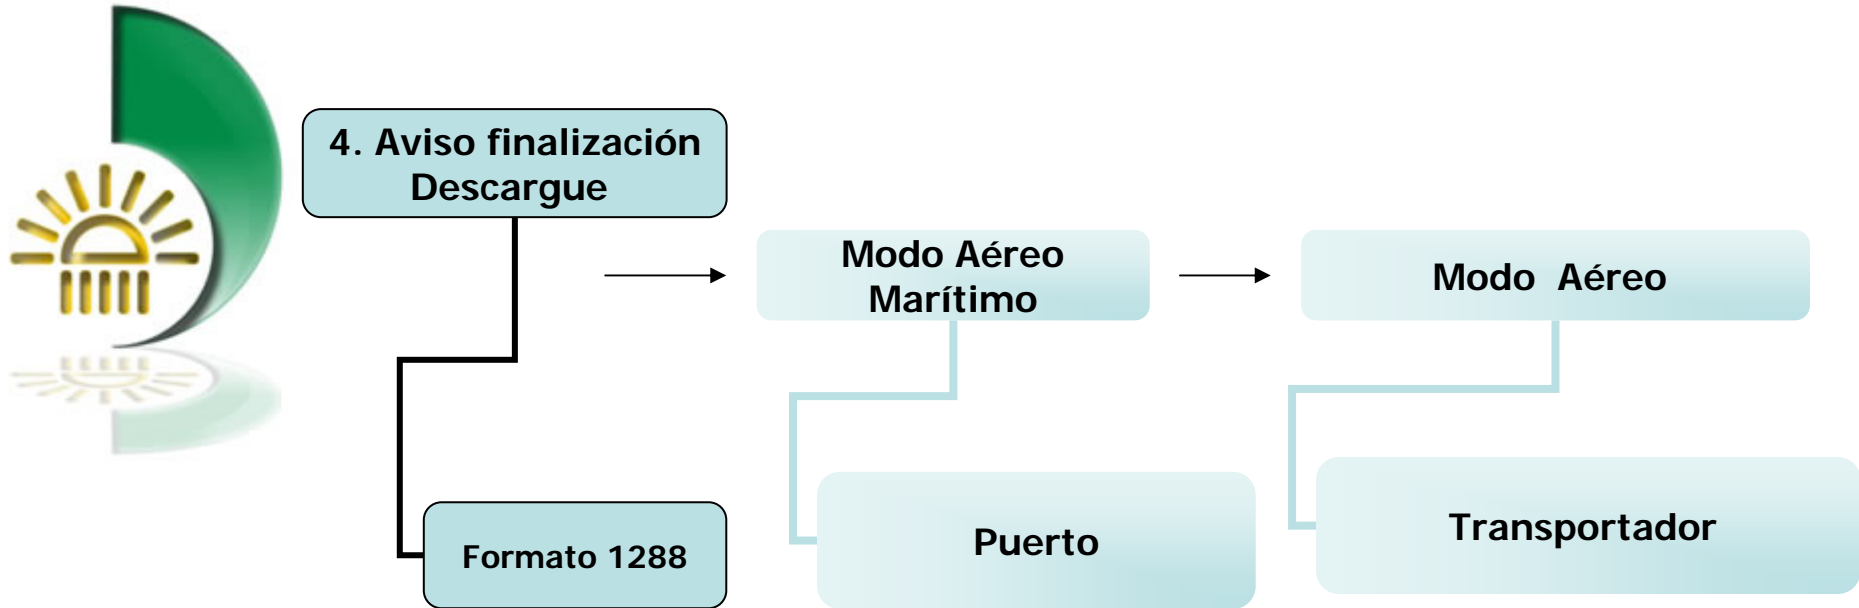 4. Aviso finalización
Descargue
Modo Aéreo
Marítimo
Modo Aéreo
Formato 1288
Puerto
Transportador